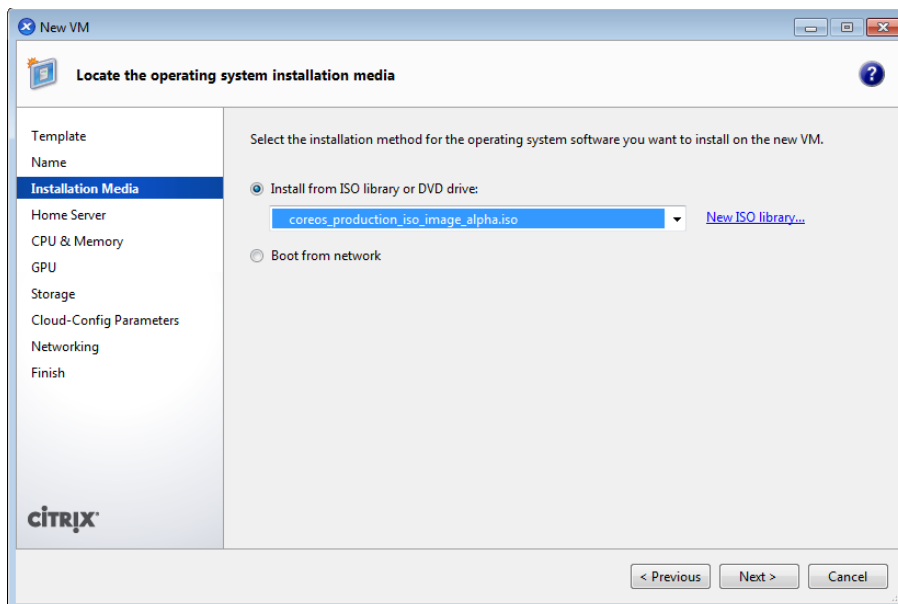 New VM
Locate the operating system installation media
?
Template
Name
Installation Media
Home Server
CPU & Memory
GPU
Storage
Cloud-Config Parameters
Networking
Finish
CİTRIX
Select the installation method for the operating system software you want to install on the new VM.
Install from ISO library or DVD drive:
coreos_production_iso_image_alpha.iso
New ISO library...
Boot from network
< Previous
Next >
Cancel